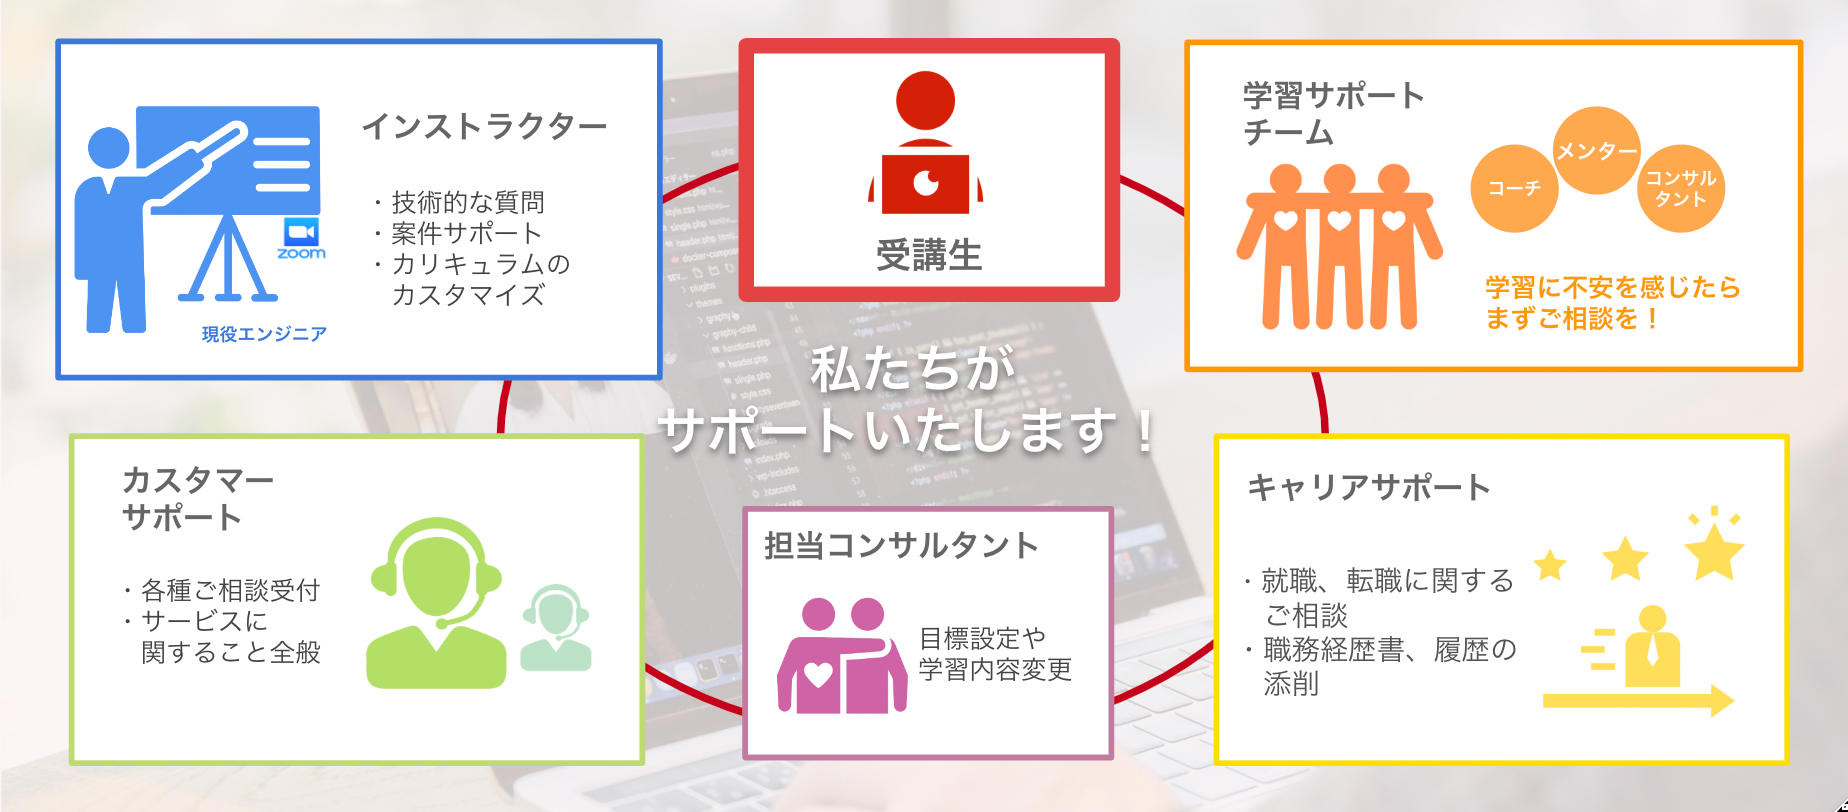 インストラクター
・技術的な質問
・案件サポート
・カリキュラムの
カスタマイズ
zoom
現役エンジニア
受講生
学習サポート
チーム
コーチ
メンター
コンサル
タント
学習に不安を感じたら
まずご相談を！
私たちが
サポートいたします！
カスタマー
サポート
・各種ご相談受付
・サービスに
関すること全般
担当コンサルタント
目標設定や
学習内容変更
キャリアサポート
・就職、転職に関する
ご相談
・職務経歴書、履歴の
添削